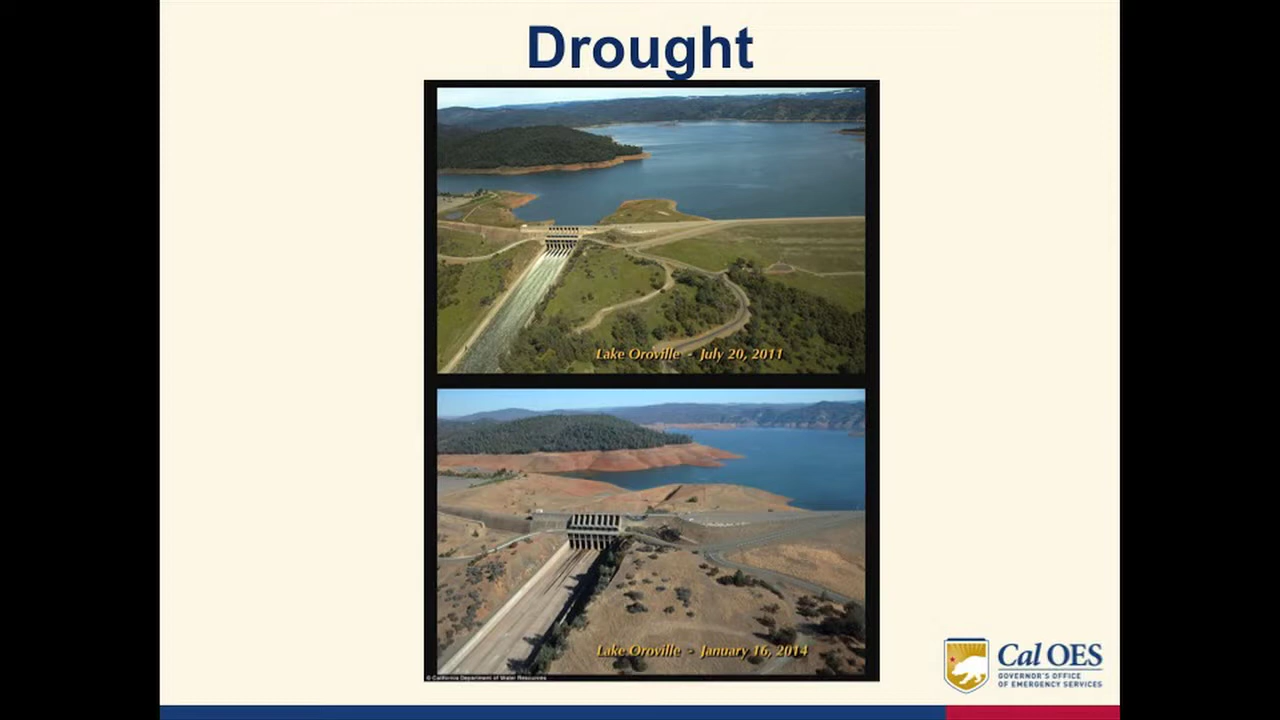 Drought
Lake Oroville - July 20, 2011
Lake Oroville - January 16, 2014
© California Department of Water Resources
Cal OES
GOVERNOR'S OFFICE
OF EMERGENCY SERVICES